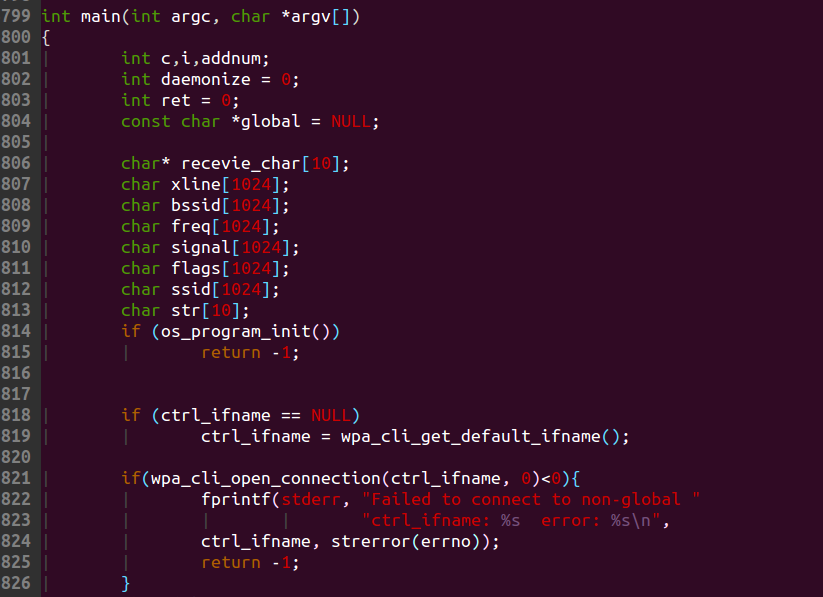 799 int main(int argc, char *argv[])
800 {
801 int c,i,addnum;
802 int daemonize = 0;
803 int ret = 0;
804 const char *global = NULL;
805
806 char* recevie_char[10];
807 char xline[1024];
808 char bssid[1024];
809 char freq[1024];
810 char signal[1024];
811 char flags[1024];
812 char ssid[1024];
813 char str[10];
814 if (os_program_init())
815 return -1;
816
817
818 if (ctrl_ifname == NULL)
819 ctrl_ifname = wpa_cli_get_default_ifname();
820
821 if(wpa_cli_open_connection(ctrl_ifname, 0)<0){
822 fprintf(stderr, "Failed to connect to non-global "
823 "ctrl_ifname: %s  error: %s\n",
824 ctrl_ifname, strerror(errno));
825 return -1;
826 }